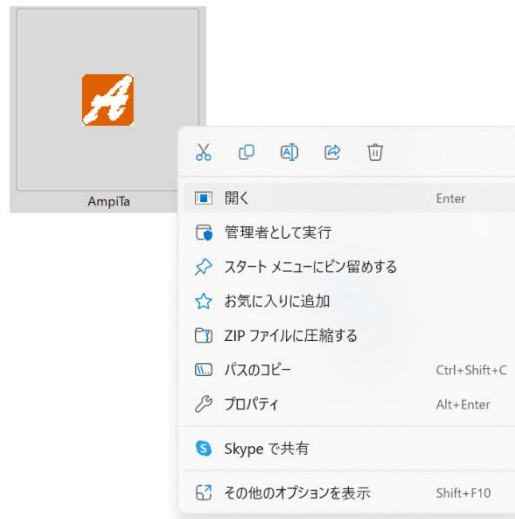 AmpiTa
開く Enter
管理者として実行
スタート メニューにピン留めする
お気に入りに追加
ZIP ファイルに圧縮する
パスのコピー Ctrl+Shift+C
プロパティ Alt+Enter
Skype で共有
その他のオプションを表示 Shift+F10